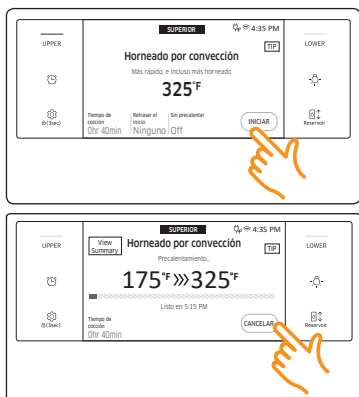 SUPERIOR
4:35 PM
UPPER
TIP
LOWER
Horneado por convección
Más rápido, e incluso más horneado
325°F
Tiempo de cocción
0hr 40min
Retrasar el inicio
Ninguno
Sin precalentar
Off
INICIAR
(3sec)
Reservoir
SUPERIOR
4:35 PM
UPPER
View Summary
Horneado por convección
TIP
LOWER
Precalentamiento..
175°F»»325°F
Listo en 5:15 PM
Tiempo de cocción
0hr 40min
CANCELAR
(3sec)
Reservoir